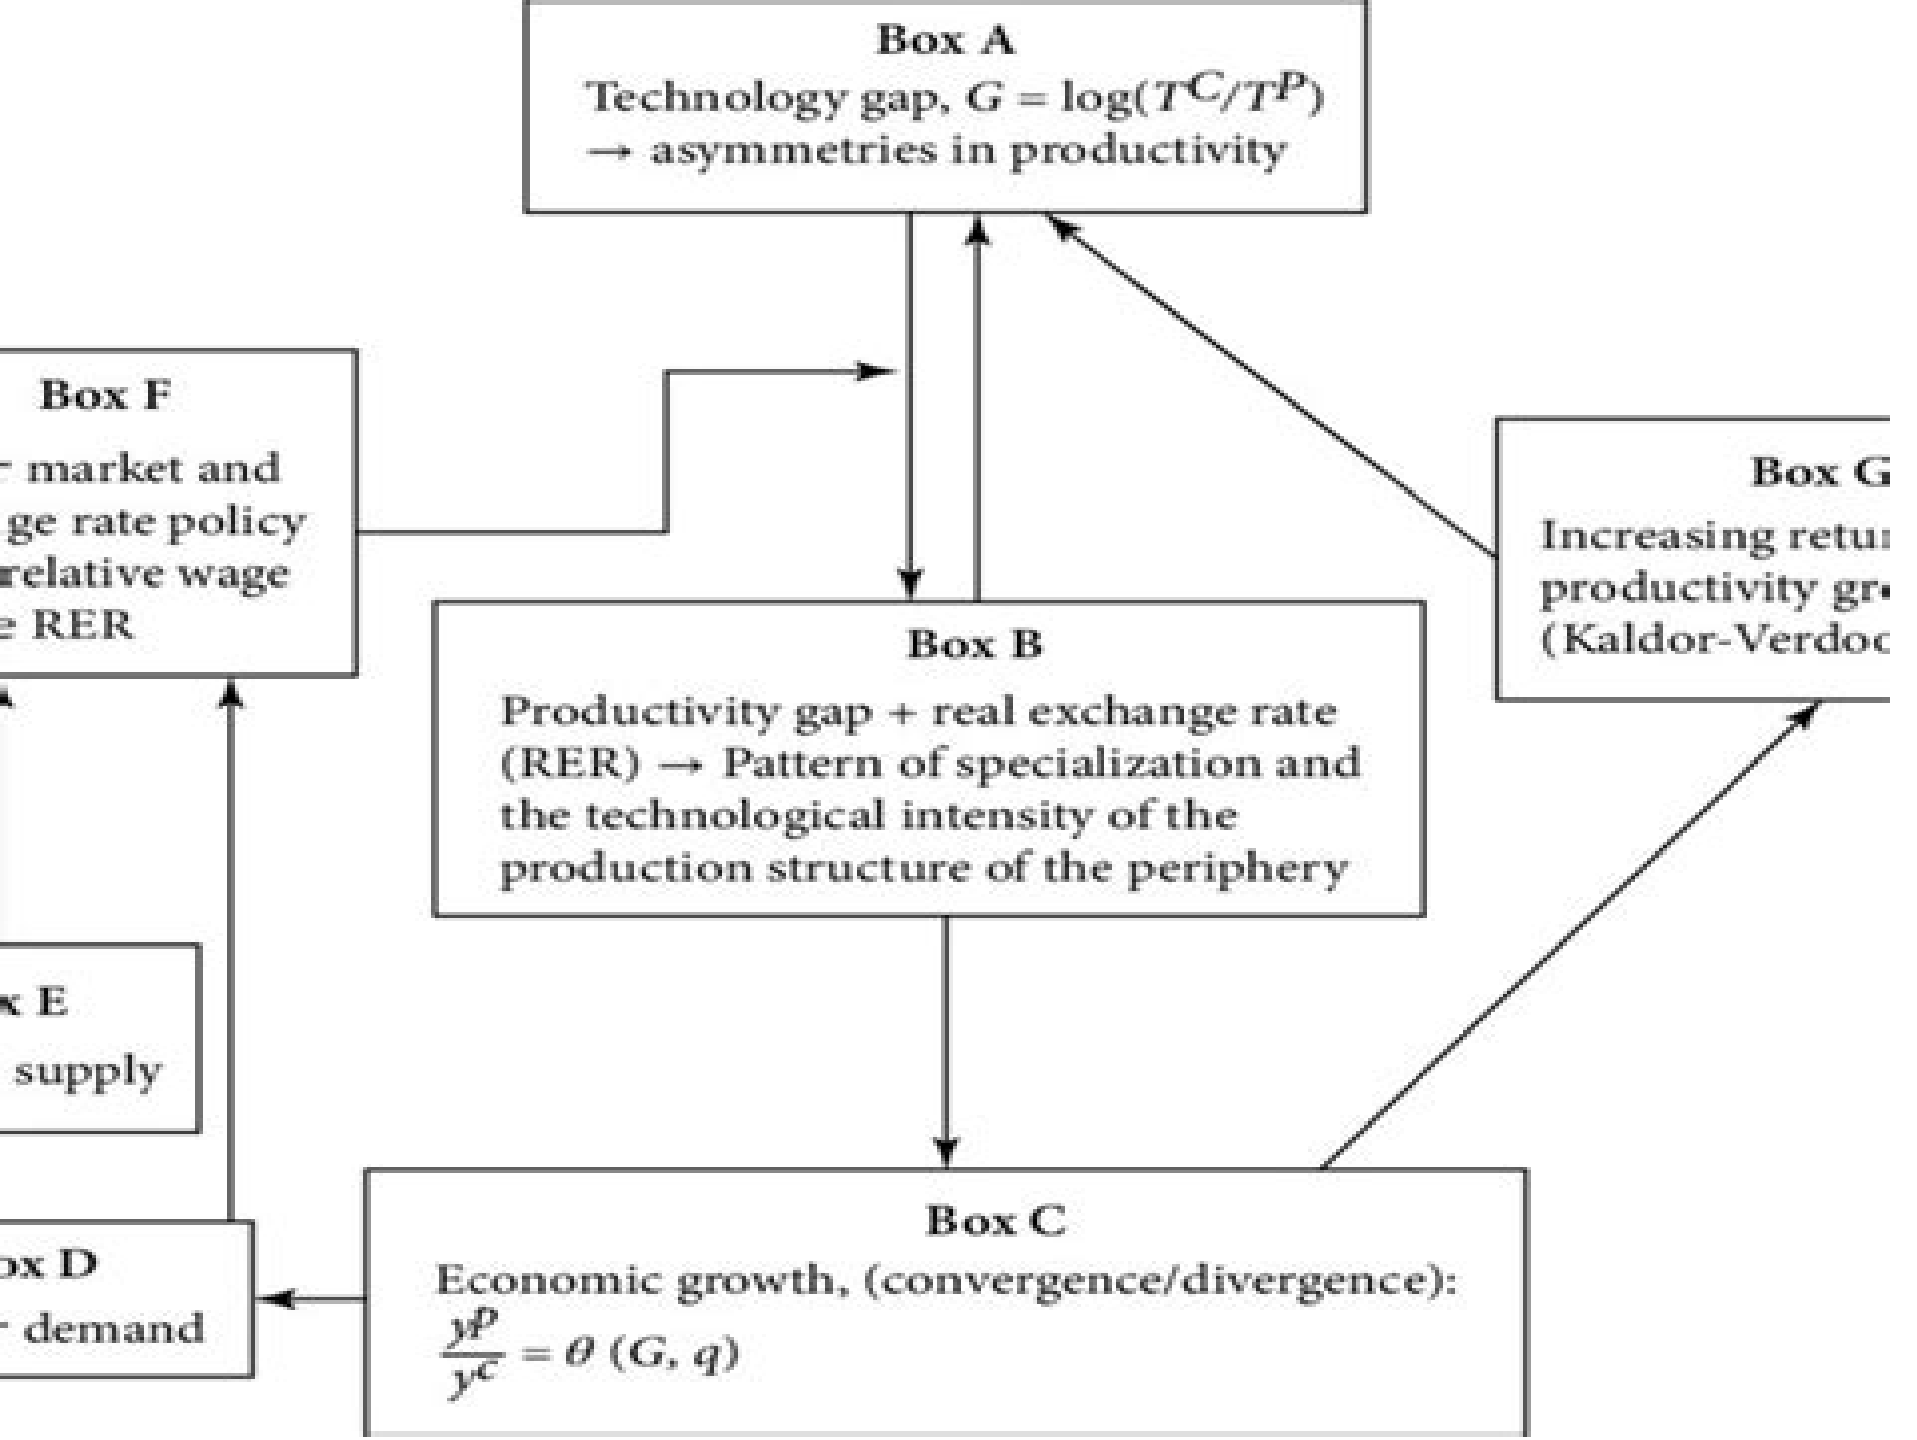 Box A
Technology gap, G = log(T^C/T^P)
→ asymmetries in productivity
Box F
market and
ge rate policy
relative wage
e RER
Box G
Increasing retur
productivity gr
(Kaldor-Verdoo
Box B
Productivity gap + real exchange rate
(RER) → Pattern of specialization and
the technological intensity of the
production structure of the periphery
x E
supply
Box C
Economic growth, (convergence/divergence):
y^P
— = θ (G, q)
y^C
ox D
demand